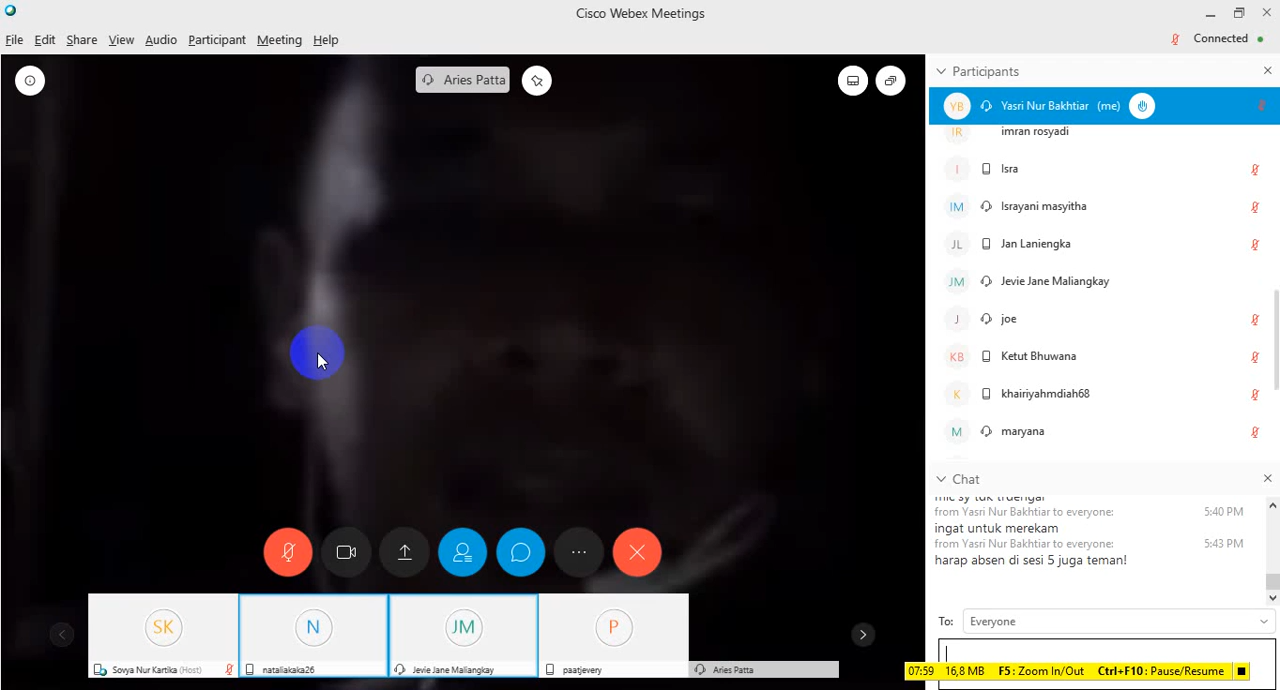 Cisco Webex Meetings
File Edit Share View Audio Participant Meeting Help
Connected
Aries Patta
Participants
YB Yasri Nur Bakhtiar (me)
IR imran rosyadi
I Isra
IM Israyani masyitha
JL Jan Laniengka
JM Jevie Jane Maliangkay
J joe
KB Ketut Bhuwana
K khairiyahmdiah68
M maryana
Chat
mic sy tdk trdengar
from Yasri Nur Bakhtiar to everyone: 5:40 PM
ingat untuk merekam
from Yasri Nur Bakhtiar to everyone: 5:43 PM
harap absen di sesi 5 juga teman!
To: Everyone
SK N JM P
Sovya Nur Kartika (Host) nataliakaka26 Jevie Jane Maliangkay paatjevery Aries Patta
07:59 16,8 MB F5: Zoom In/Out Ctrl+F10: Pause/Resume